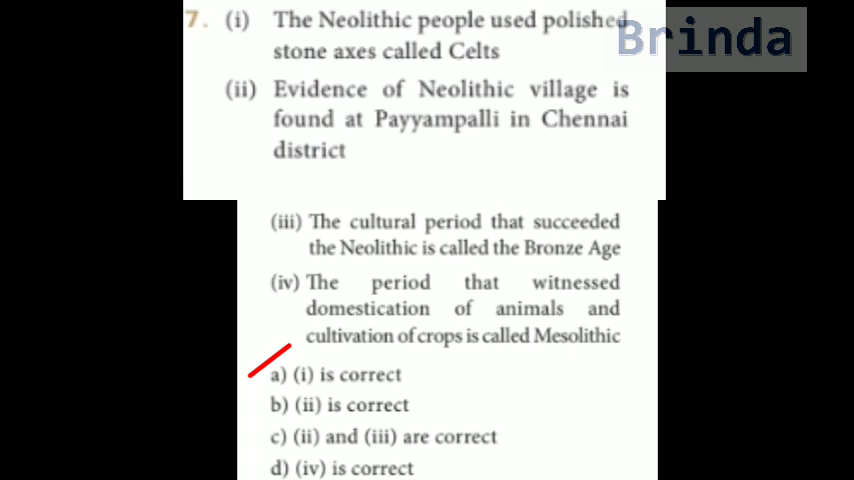 7. (i) The Neolithic people used polished
Brinda
stone axes called Celts
(ii) Evidence of Neolithic village is
found at Payyampalli in Chennai
district
(iii) The cultural period that succeeded
the Neolithic is called the Bronze Age
(iv) The period that witnessed
domestication of animals and
cultivation of crops is called Mesolithic
a) (i) is correct
b) (ii) is correct
c) (ii) and (iii) are correct
d) (iv) is correct